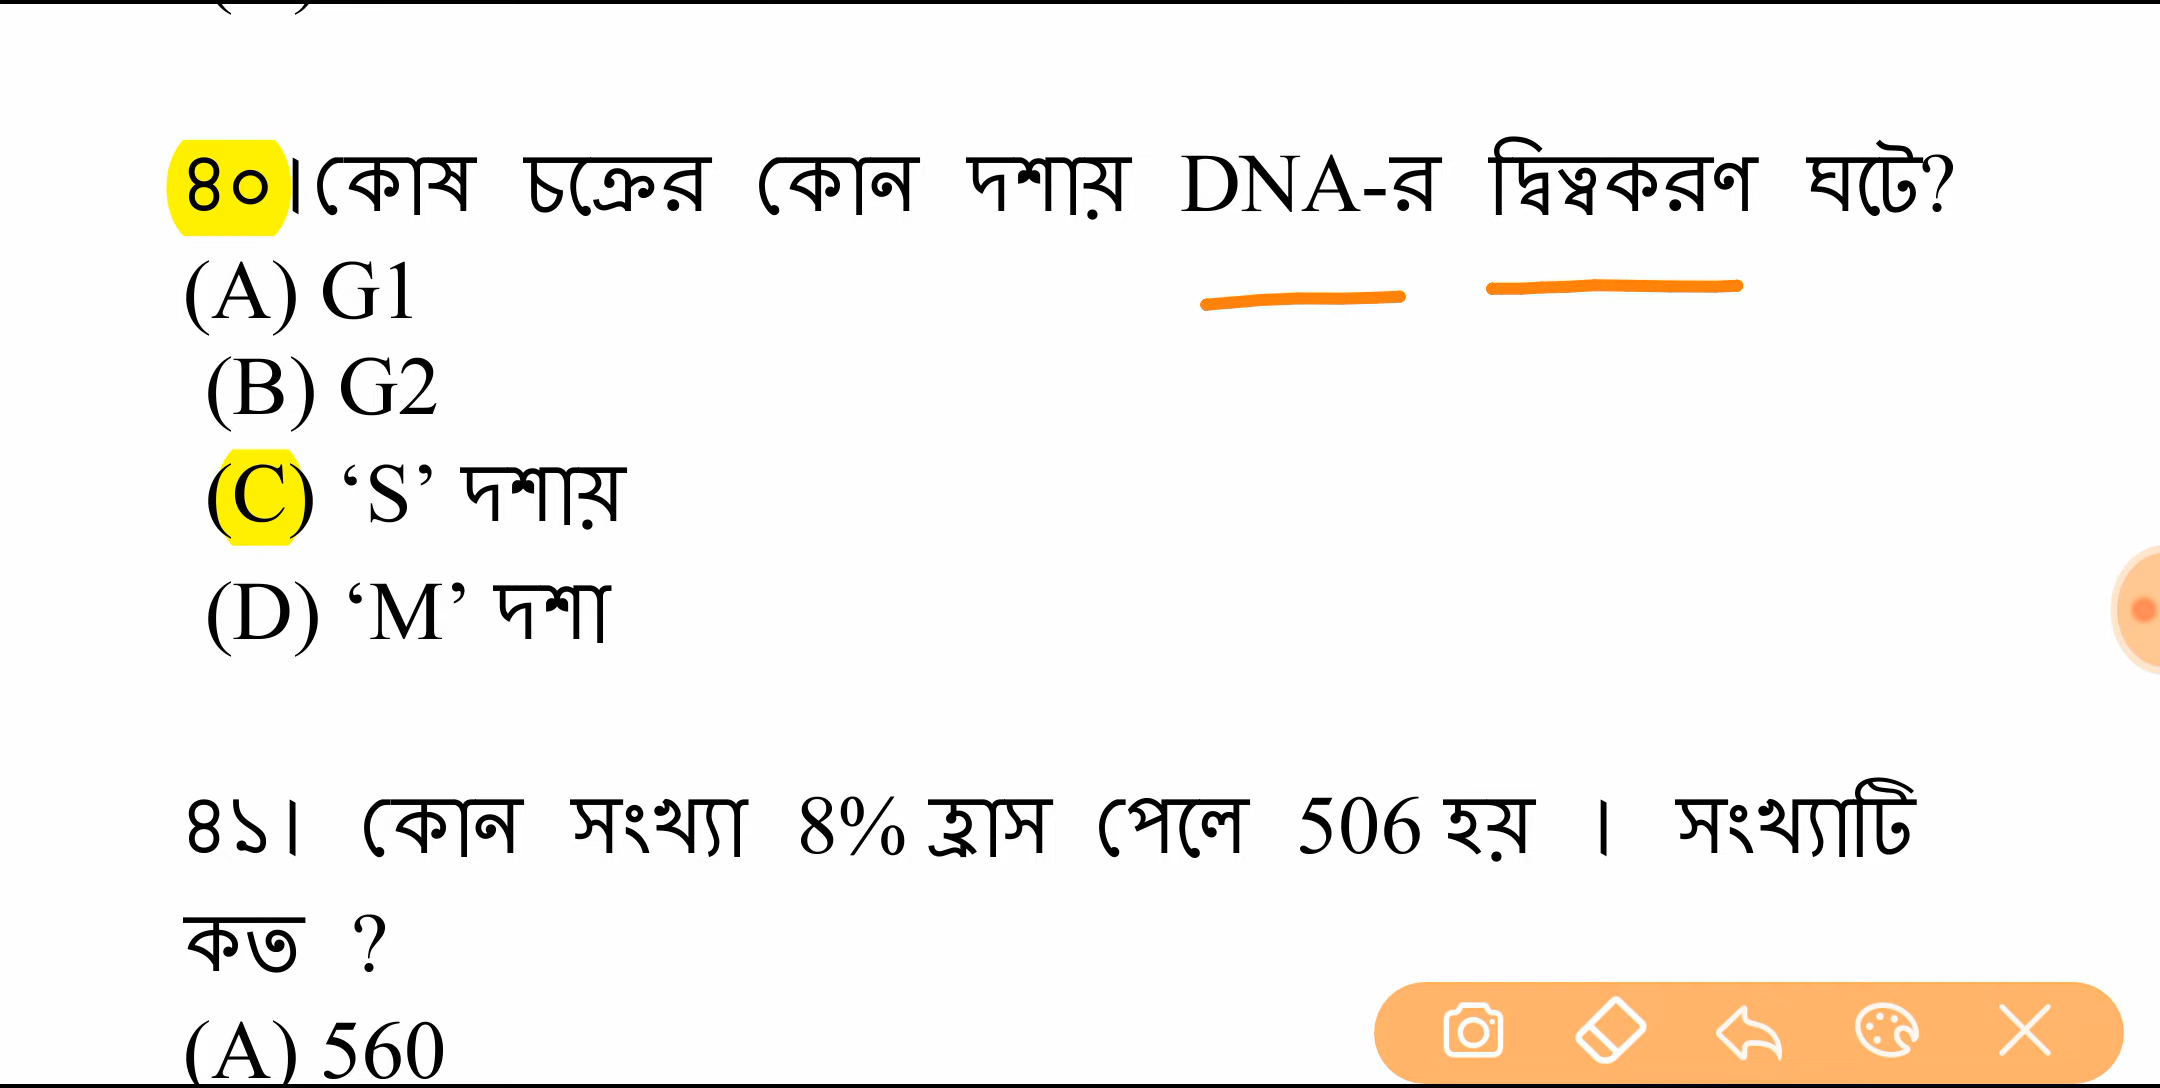 ৪০।কোষ চক্রের কোন দশায় DNA-র দ্বিত্বকরণ ঘটে?
(A) G1
(B) G2
(C) ‘S’ দশায়
(D) ‘M’ দশা
৪১। কোন সংখ্যা 8% হ্রাস পেলে 506 হয় । সংখ্যাটি
কত ?
(A) 560